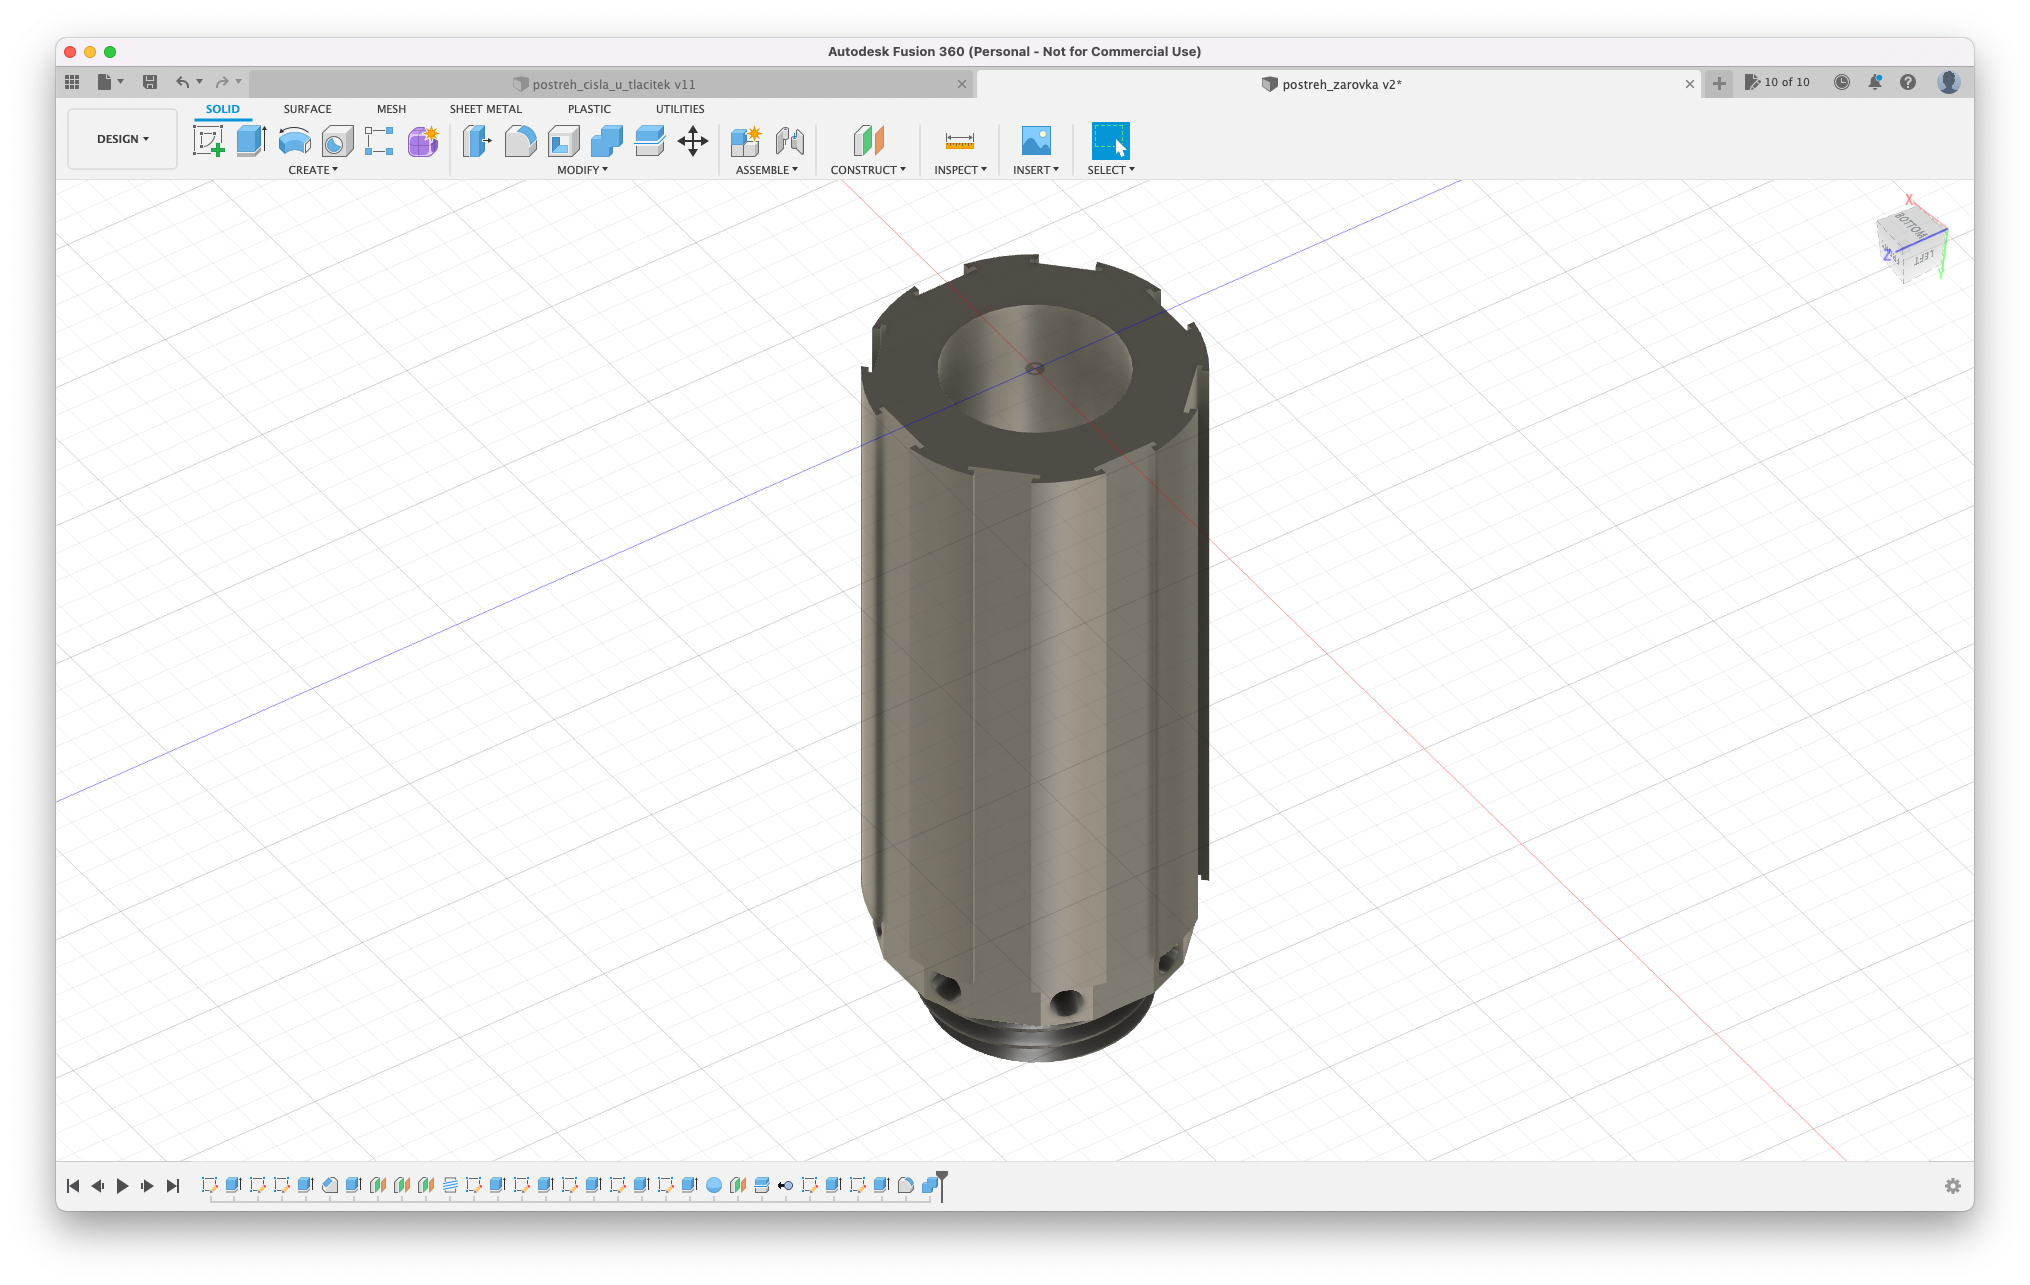 Autodesk Fusion 360 (Personal - Not for Commercial Use)
postreh_cisla_u_tlacitek v11
postreh_zarovka v2*
10 of 10
SOLID
SURFACE
MESH
SHEET METAL
PLASTIC
UTILITIES
DESIGN
CREATE
MODIFY
ASSEMBLE
CONSTRUCT
INSPECT
INSERT
SELECT
X
BOTTOM
Z
LEFT
Y